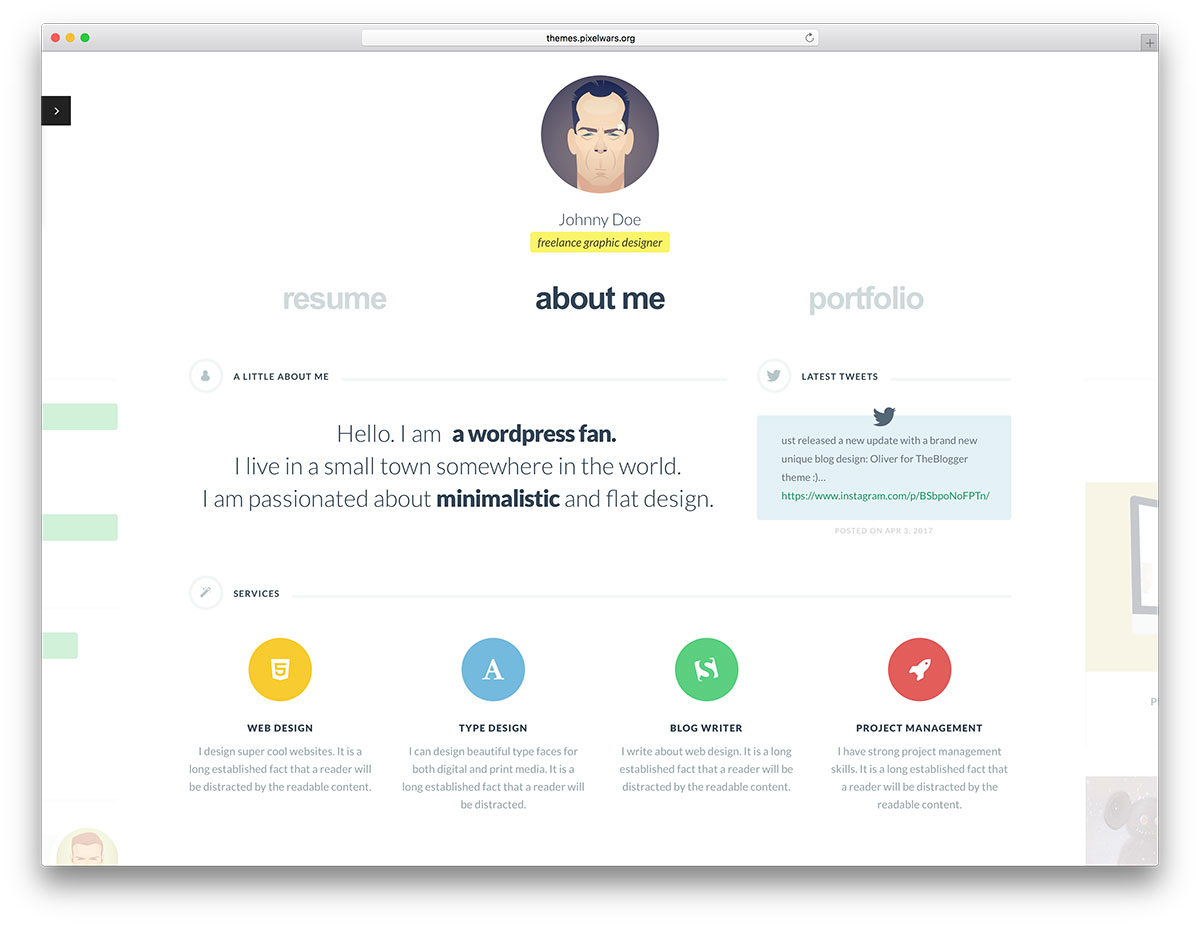 themes.pixelwars.org
Johnny Doe
freelance graphic designer
resume
about me
portfolio
A LITTLE ABOUT ME
Hello. I am a wordpress fan.
I live in a small town somewhere in the world.
I am passionated about minimalistic and flat design.
LATEST TWEETS
ust released a new update with a brand new
unique blog design: Oliver for TheBlogger
theme :)...
https://www.instagram.com/p/BSbpoNoFPTn/
POSTED ON APR 3, 2017
SERVICES
WEB DESIGN
I design super cool websites. It is a
long established fact that a reader will
be distracted by the readable content.
TYPE DESIGN
I can design beautiful type faces for
both digital and print media. It is a
long established fact that a reader will
be distracted.
BLOG WRITER
I write about web design. It is a long
established fact that a reader will be
distracted by the readable content.
PROJECT MANAGEMENT
I have strong project management
skills. It is a long established fact that
a reader will be distracted by the
readable content.